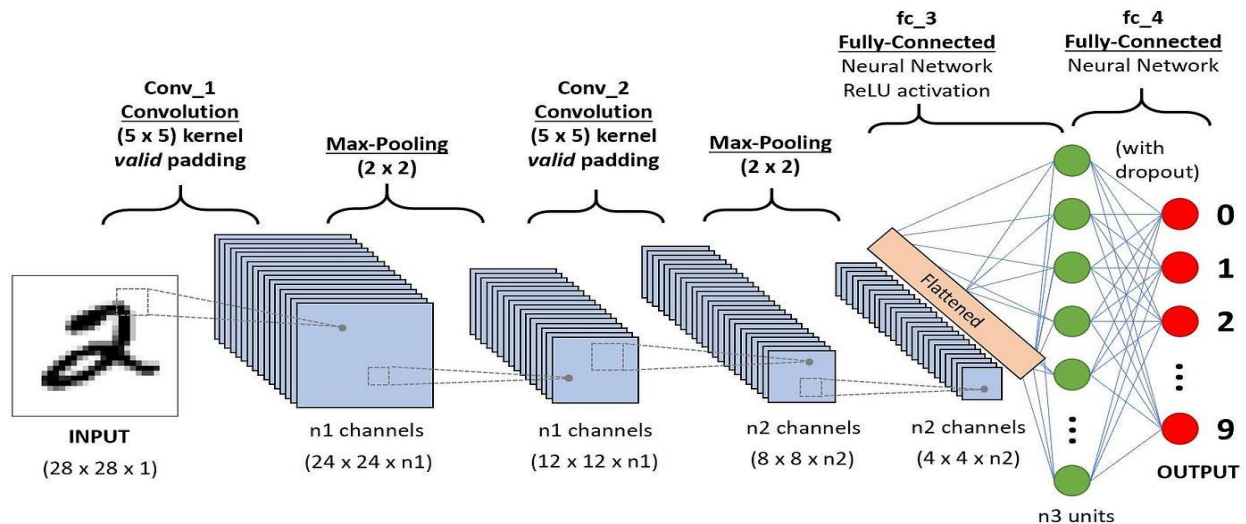 Conv_1
Convolution
(5 x 5) kernel
valid padding
Max-Pooling
(2 x 2)
Conv_2
Convolution
(5 x 5) kernel
valid padding
Max-Pooling
(2 x 2)
fc_3
Fully-Connected
Neural Network
ReLU activation
fc_4
Fully-Connected
Neural Network
(with
dropout)
Flattened
0
1
2
...
9
OUTPUT
...
n3 units
2
INPUT
(28 x 28 x 1)
n1 channels
(24 x 24 x n1)
n1 channels
(12 x 12 x n1)
n2 channels
(8 x 8 x n2)
n2 channels
(4 x 4 x n2)